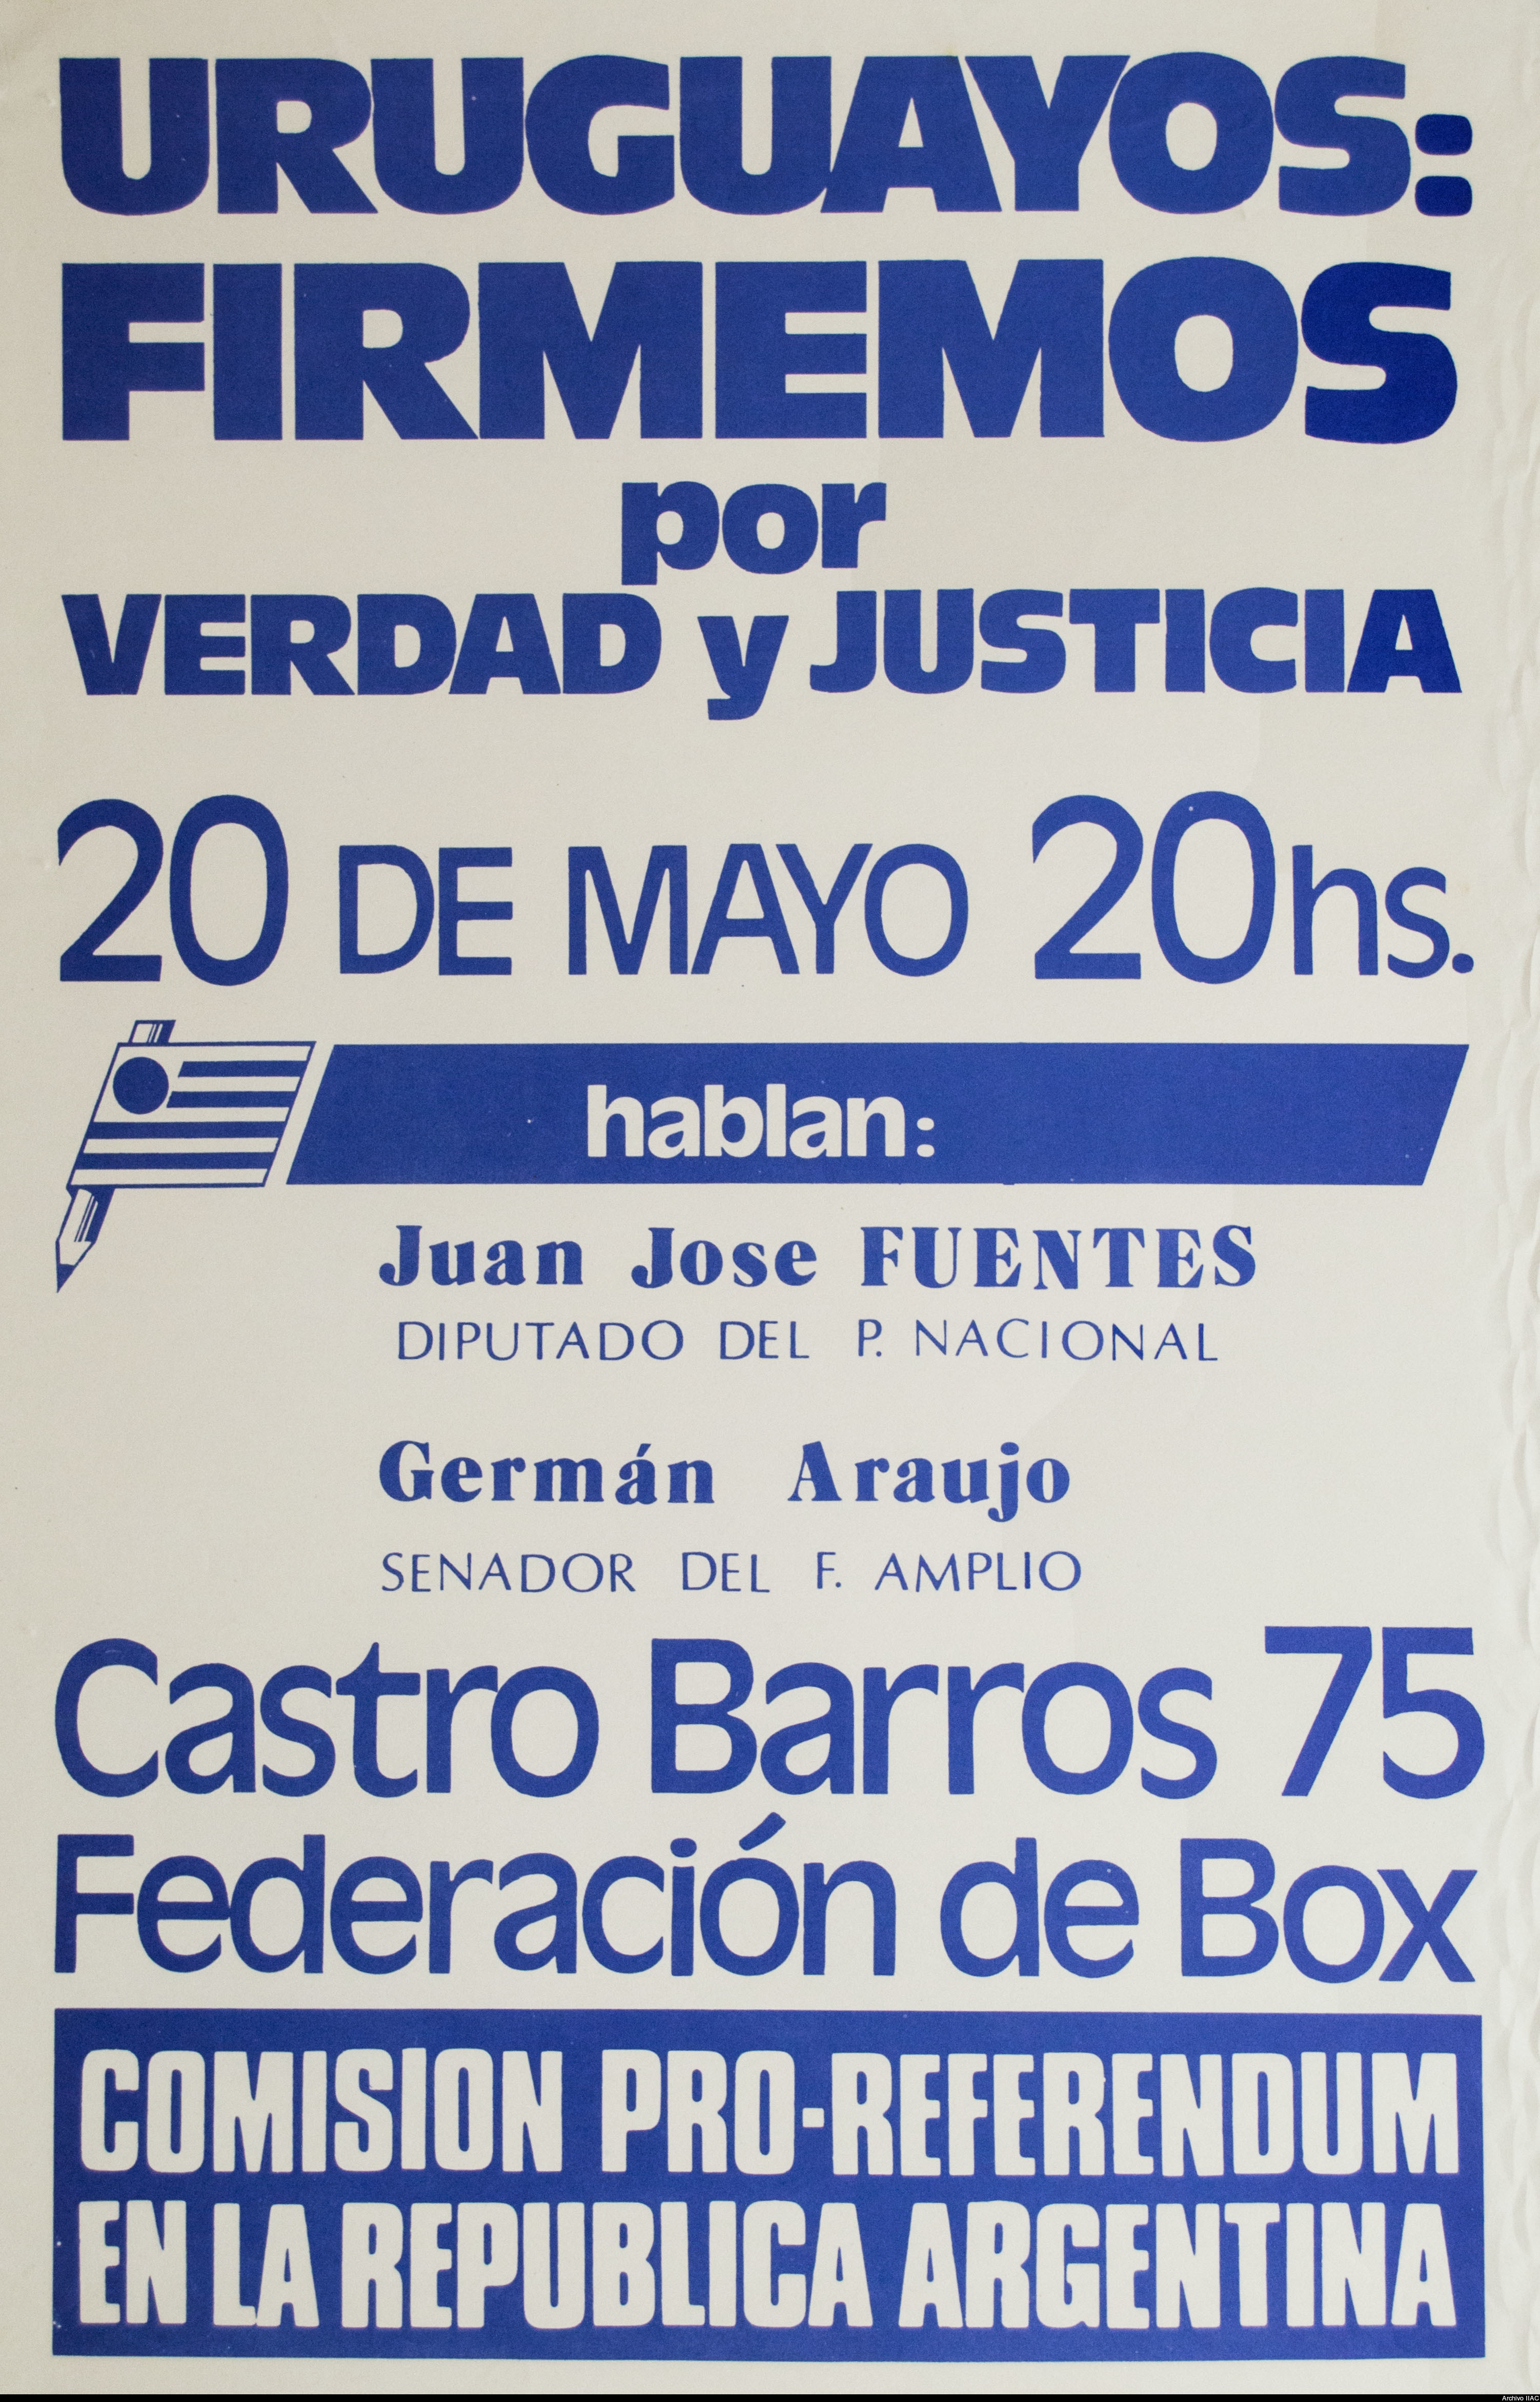 URUGUAYOS:
FIRMEMOS
por
VERDAD y JUSTICIA
20 DE MAYO 20hs.
hablan:
Juan Jose FUENTES
DIPUTADO DEL P. NACIONAL
Germán Araujo
SENADOR DEL F. AMPLIO
Castro Barros 75
Federación de Box
COMISION PRO-REFERENDUM
EN LA REPUBLICA ARGENTINA
Archivo IIAC